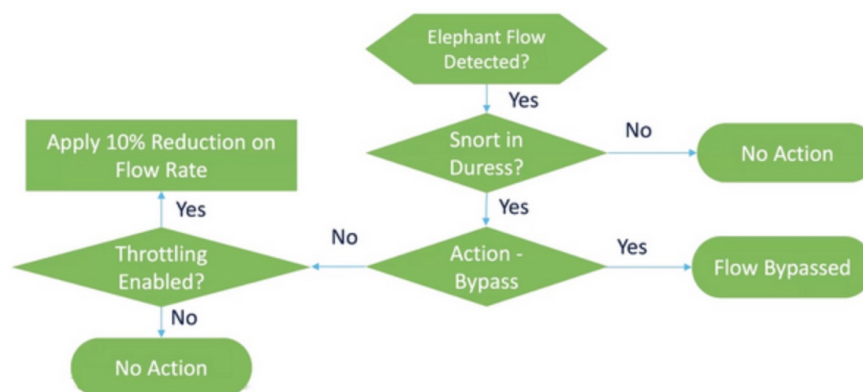 Elephant Flow
Detected?
Yes
Snort in
Duress?
No
No Action
Yes
Action -
Bypass
Yes
Flow Bypassed
No
Throttling
Enabled?
Yes
Apply 10% Reduction on
Flow Rate
No
No Action